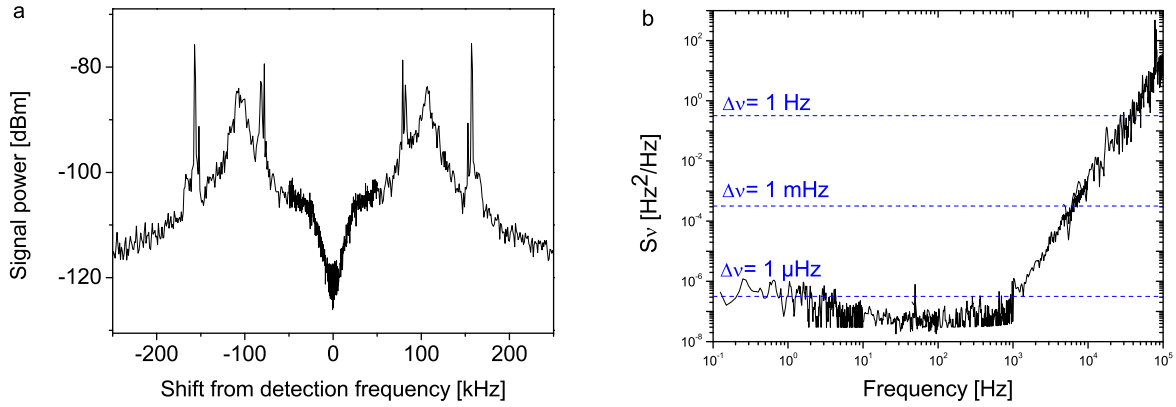 a
Signal power [dBm]
-80
-100
-120
-200 -100 0 100 200
Shift from detection frequency [kHz]
b
Sν [Hz²/Hz]
10²
10⁰
10⁻²
10⁻⁴
10⁻⁶
10⁻⁸
Δν= 1 Hz
Δν= 1 mHz
Δν= 1 µHz
10⁻¹ 10⁰ 10¹ 10² 10³ 10⁴ 10⁵
Frequency [Hz]